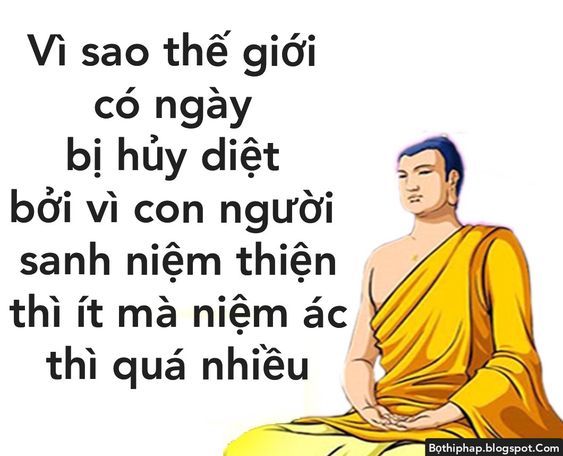 Vì sao thế giới
có ngày
bị hủy diệt
bởi vì con người
sanh niệm thiện
thì ít mà niệm ác
thì quá nhiều
Bothiphap.blogspot.Com